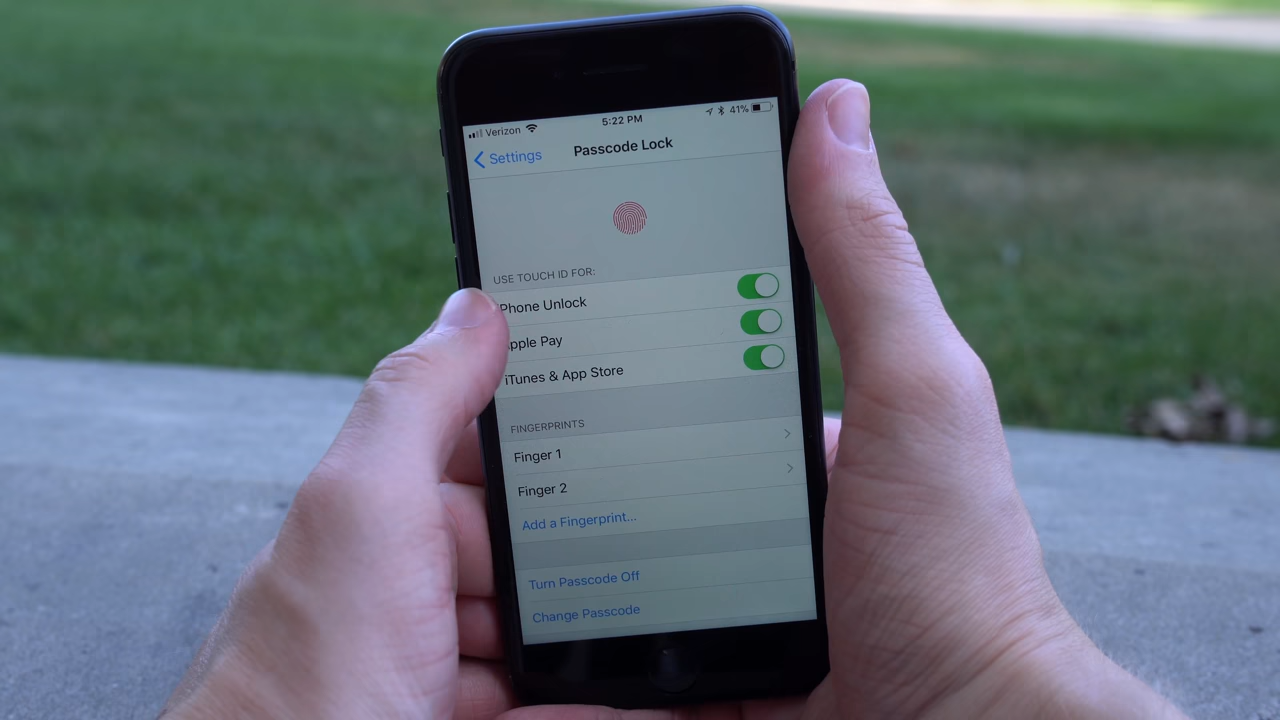 Verizon 5:22 PM 41%
Settings Passcode Lock
USE TOUCH ID FOR:
Phone Unlock
pple Pay
iTunes & App Store
FINGERPRINTS
Finger 1
Finger 2
Add a Fingerprint...
Turn Passcode Off
Change Passcode